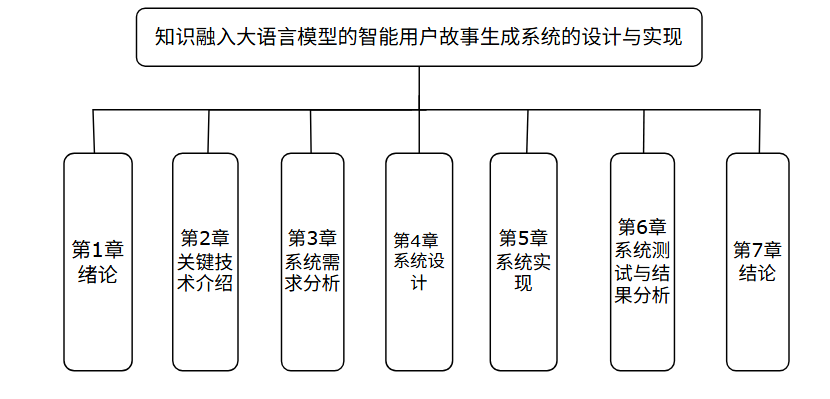 知识融入大语言模型的智能用户故事生成系统的设计与实现
第1章
绪论
第2章
关键技
术介绍
第3章
系统需
求分析
第4章
系统设
计
第5章
系统实
现
第6章
系统测
试与结
果分析
第7章
结论